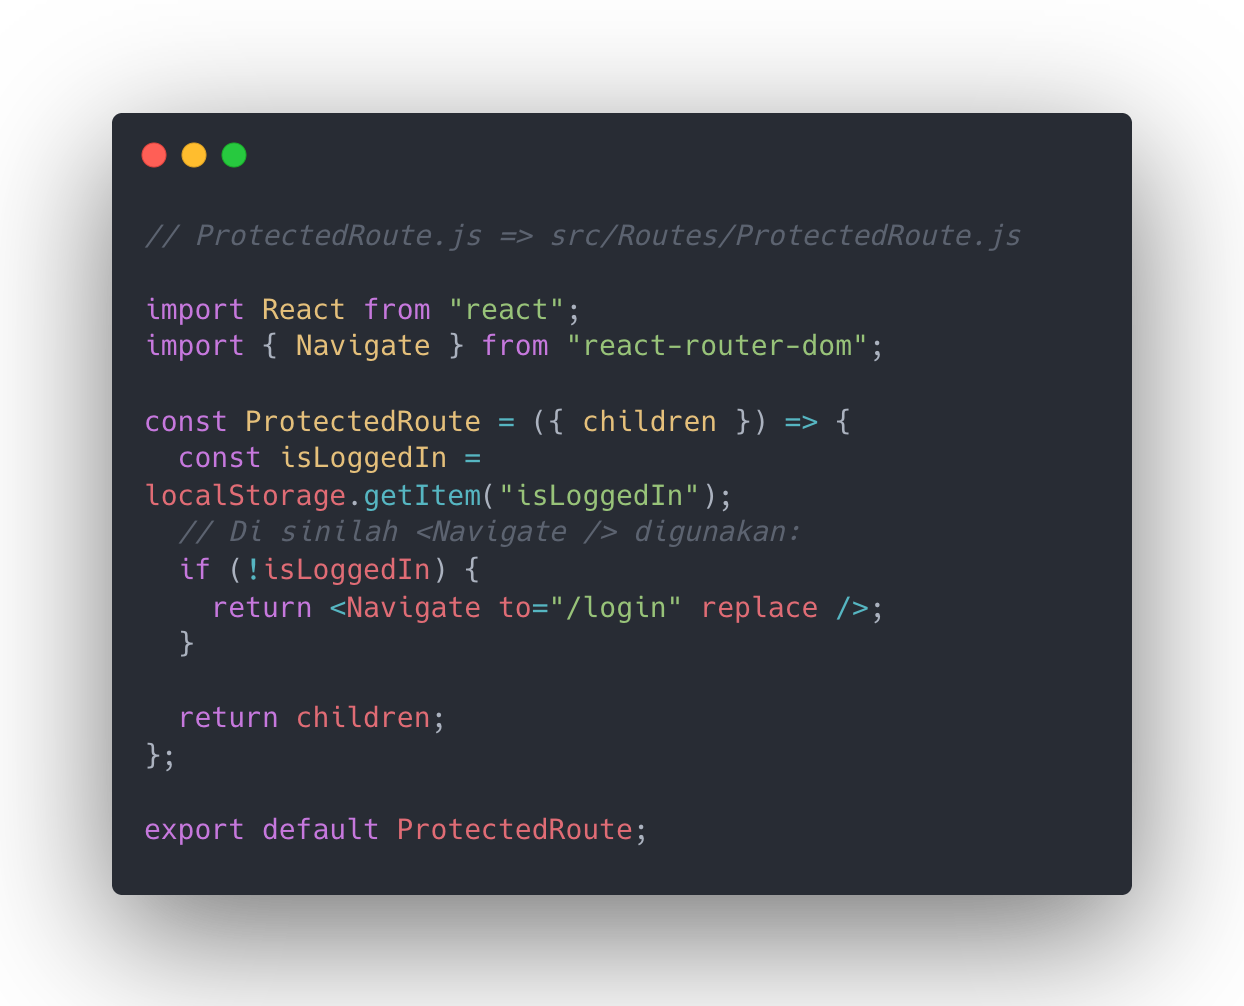 // ProtectedRoute.js => src/Routes/ProtectedRoute.js
import React from "react";
import { Navigate } from "react-router-dom";
const ProtectedRoute = ({ children }) => {
  const isLoggedIn =
localStorage.getItem("isLoggedIn");
  // Di sinilah <Navigate /> digunakan:
  if (!isLoggedIn) {
    return <Navigate to="/login" replace />;
  }
  return children;
};
export default ProtectedRoute;